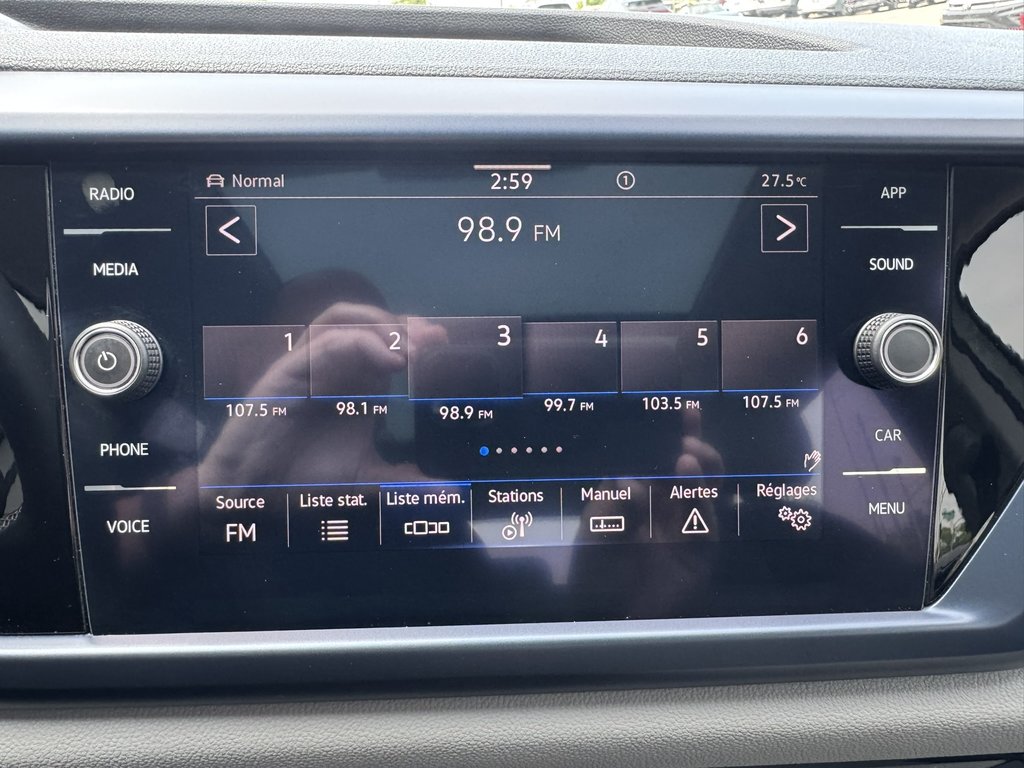 RADIO
MEDIA
PHONE
VOICE
Normal
2:59
1
27.5°C
<
98.9 FM
>
1
2
3
4
5
6
107.5 FM
98.1 FM
98.9 FM
99.7 FM
103.5 FM
107.5 FM
Source
FM
Liste stat.
Liste mém.
Stations
Manuel
Alertes
Réglages
APP
SOUND
CAR
MENU